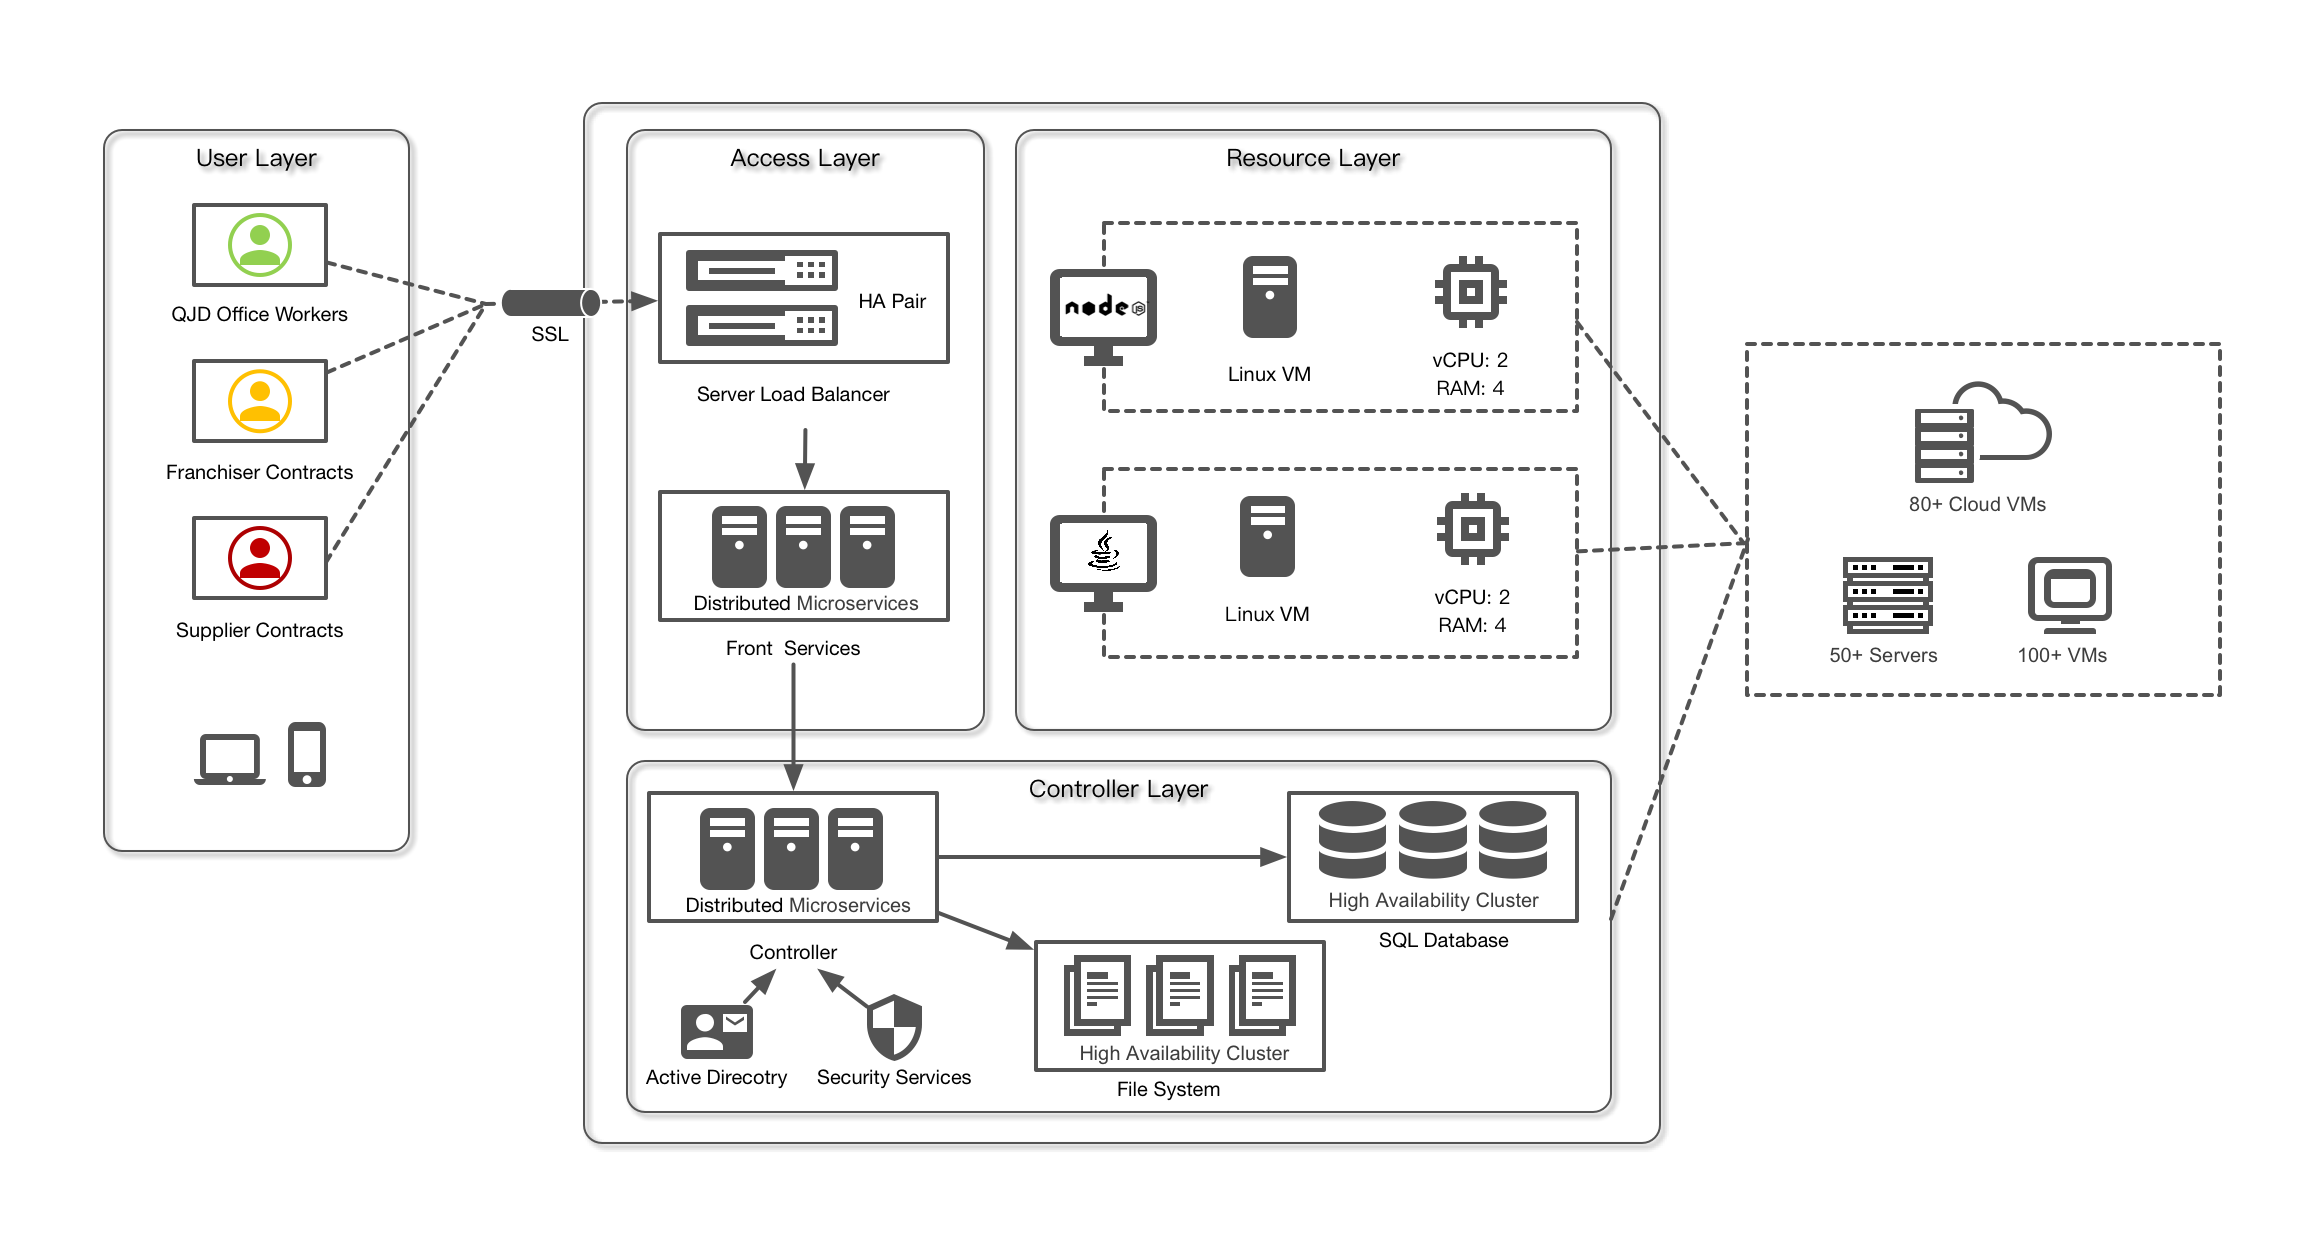 User Layer
QJD Office Workers
Franchiser Contracts
Supplier Contracts
SSL
Access Layer
HA Pair
Server Load Balancer
Distributed Microservices
Front Services
Resource Layer
node JS
Linux VM
vCPU: 2
RAM: 4
Linux VM
vCPU: 2
RAM: 4
Controller Layer
Distributed Microservices
Controller
Active Direcotry
Security Services
High Availability Cluster
SQL Database
High Availability Cluster
File System
80+ Cloud VMs
50+ Servers
100+ VMs